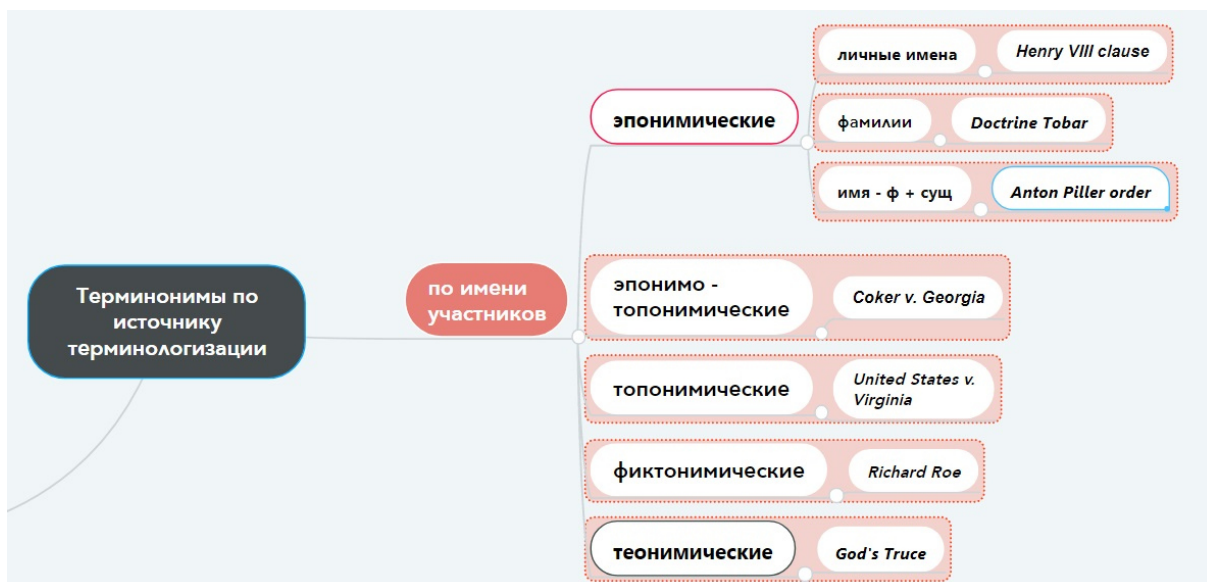 личные имена
Henry VIII clause
фамилии
Doctrine Tobar
эпонимические
имя - ф + сущ
Anton Piller order
Терминонимы по
источнику
терминологизации
по имени
участников
эпонимо -
топонимические
Coker v. Georgia
топонимические
United States v.
Virginia
фиктонимические
Richard Roe
теонимические
God's Truce